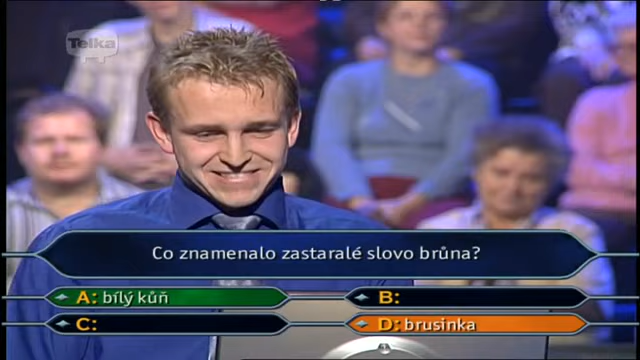 Telka
Co znamenalo zastaralé slovo brůna?
A: bílý kůň
B:
C:
D: brusinka